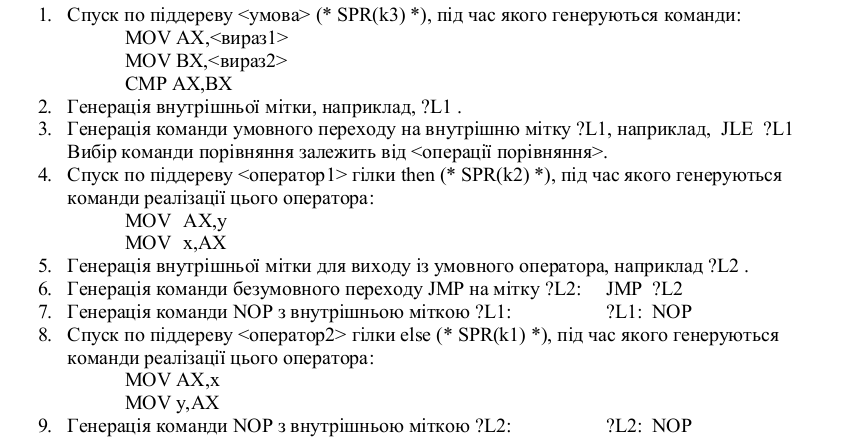 1. Спуск по піддереву <умова> (* SPR(k3) *), під час якого генеруються команди:
MOV AX,<вираз1>
MOV BX,<вираз2>
CMP AX,BX
2. Генерація внутрішньої мітки, наприклад, ?L1 .
3. Генерація команди умовного переходу на внутрішню мітку ?L1, наприклад, JLE ?L1
Вибір команди порівняння залежить від <операції порівняння>.
4. Спуск по піддереву <оператор1> гілки then (* SPR(k2) *), під час якого генеруються
команди реалізації цього оператора:
MOV AX,y
MOV x,AX
5. Генерація внутрішньої мітки для виходу із умовного оператора, наприклад ?L2 .
6. Генерація команди безумовного переходу JMP на мітку ?L2: JMP ?L2
7. Генерація команди NOP з внутрішньою міткою ?L1: ?L1: NOP
8. Спуск по піддереву <оператор2> гілки else (* SPR(k1) *), під час якого генеруються
команди реалізації цього оператора:
MOV AX,x
MOV y,AX
9. Генерація команди NOP з внутрішньою міткою ?L2: ?L2: NOP